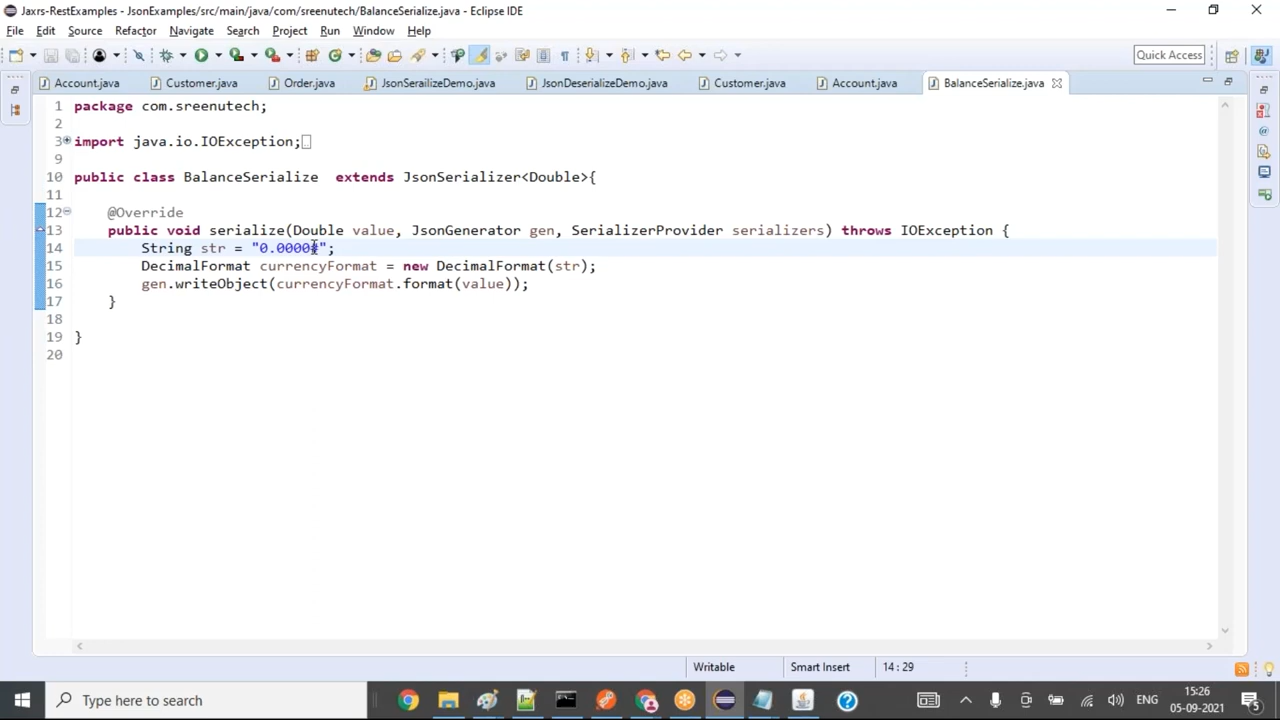 Jaxrs-RestExamples - JsonExamples/src/main/java/com/sreenutech/BalanceSerialize.java - Eclipse IDE
File Edit Source Refactor Navigate Search Project Run Window Help
Quick Access
Account.java Customer.java Order.java JsonSerailizeDemo.java JsonDeserializeDemo.java Customer.java Account.java BalanceSerialize.java
1 package com.sreenutech;
2
3 import java.io.IOException;
9
10 public class BalanceSerialize extends JsonSerializer<Double>{
11
12 @Override
13 public void serialize(Double value, JsonGenerator gen, SerializerProvider serializers) throws IOException {
14 String str = "0.0000#";
15 DecimalFormat currencyFormat = new DecimalFormat(str);
16 gen.writeObject(currencyFormat.format(value));
17 }
18
19 }
20
Writable Smart Insert 14 : 29
Type here to search
ENG
15:26
05-09-2021
5